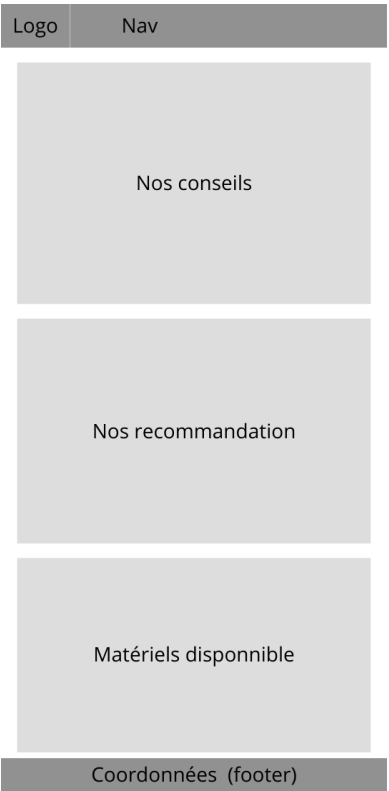 Logo Nav
Nos conseils
Nos recommandation
Matériels disponnible
Coordonnées (footer)